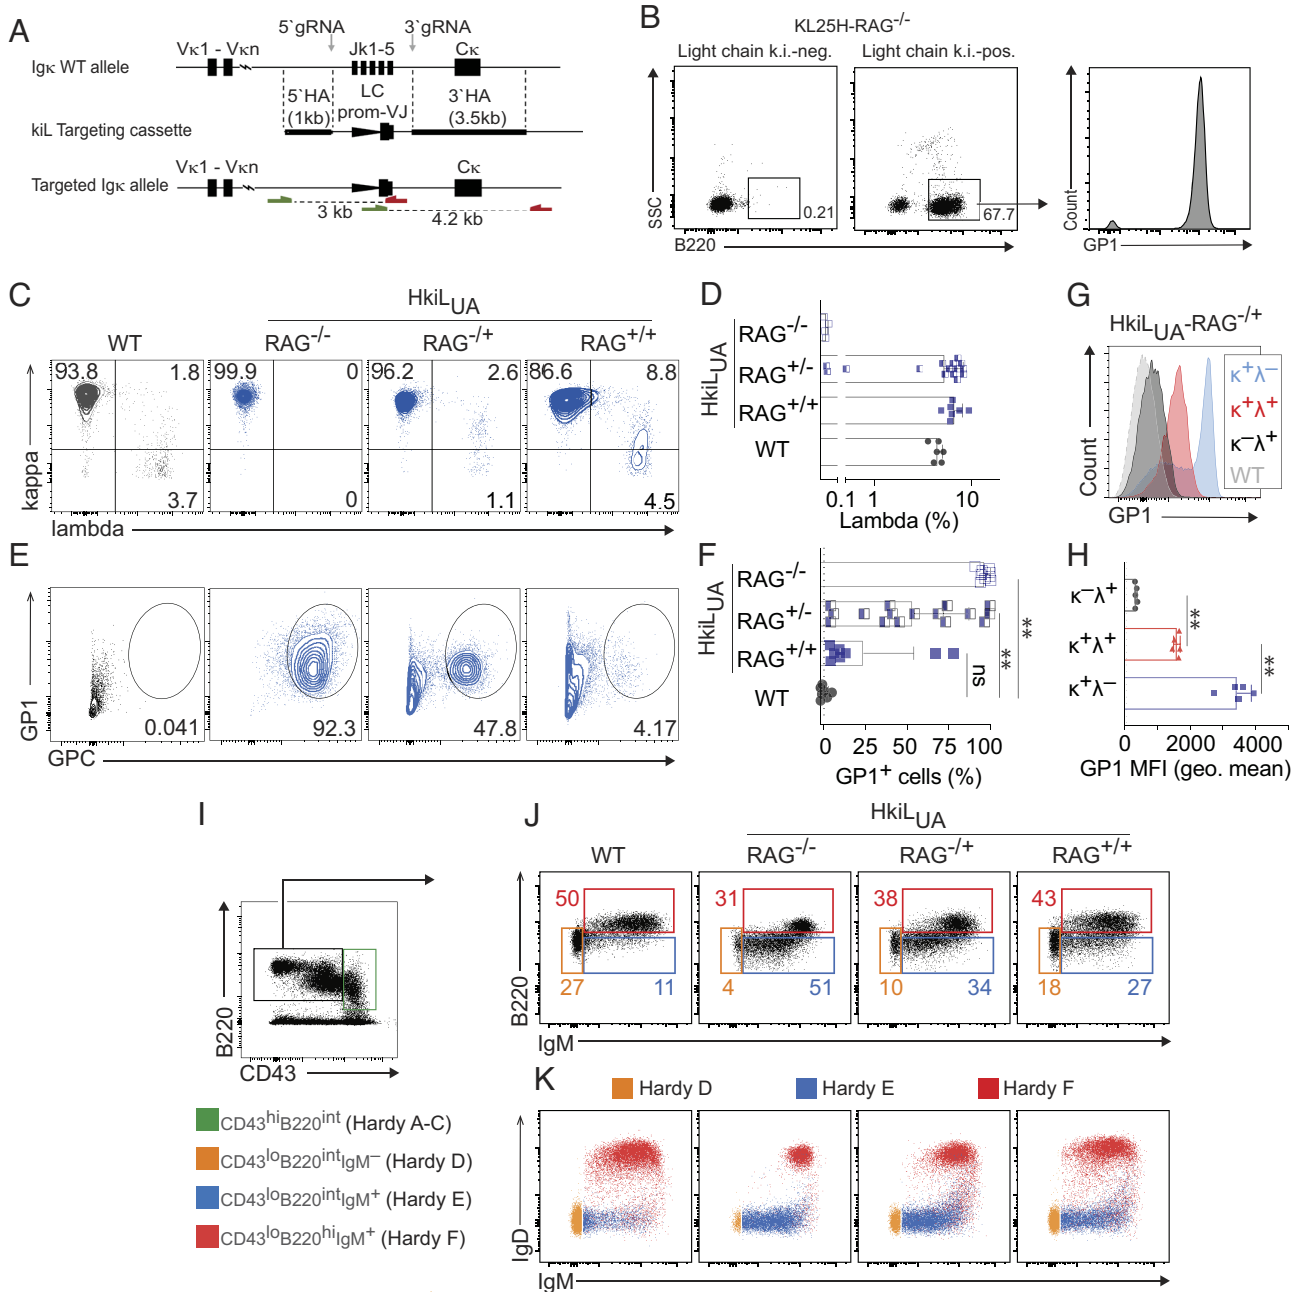 A
5`gRNA 3`gRNA
Vκ1 - Vκn Jk1-5 Cκ
Igκ WT allele
5`HA (1kb) LC prom-VJ 3`HA (3.5kb)
kiL Targeting cassette
Vκ1 - Vκn Cκ
Targeted Igκ allele
3 kb 4.2 kb
B
KL25H-RAG-/-
Light chain k.i.-neg. Light chain k.i.-pos.
SSC
0.21 67.7
B220
Count
GP1
C
HkiLUA
WT RAG-/- RAG-/+ RAG+/+
93.8 1.8 99.9 0 96.2 2.6 86.6 8.8
kappa
3.7 0 1.1 4.5
lambda
D
HkiLUA
RAG-/-
RAG+/-
RAG+/+
WT
0.1 1 10
Lambda (%)
E
GP1
0.041 92.3 47.8 4.17
GPC
F
HkiLUA
RAG-/-
RAG+/-
RAG+/+
WT
ns ** **
0 25 50 75 100
GP1+ cells (%)
G
HkiLUA-RAG-/+
κ+λ-
κ+λ+
κ-λ+
WT
Count
GP1
H
κ-λ+
κ+λ+
κ+λ-
** **
0 2000 4000
GP1 MFI (geo. mean)
I
B220
CD43
CD43hiB220int (Hardy A-C)
CD43loB220intIgM- (Hardy D)
CD43loB220intIgM+ (Hardy E)
CD43loB220hiIgM+ (Hardy F)
J
HkiLUA
WT RAG-/- RAG-/+ RAG+/+
50 31 38 43
27 11 4 51 10 34 18 27
B220
IgM
K
Hardy D Hardy E Hardy F
IgD
IgM